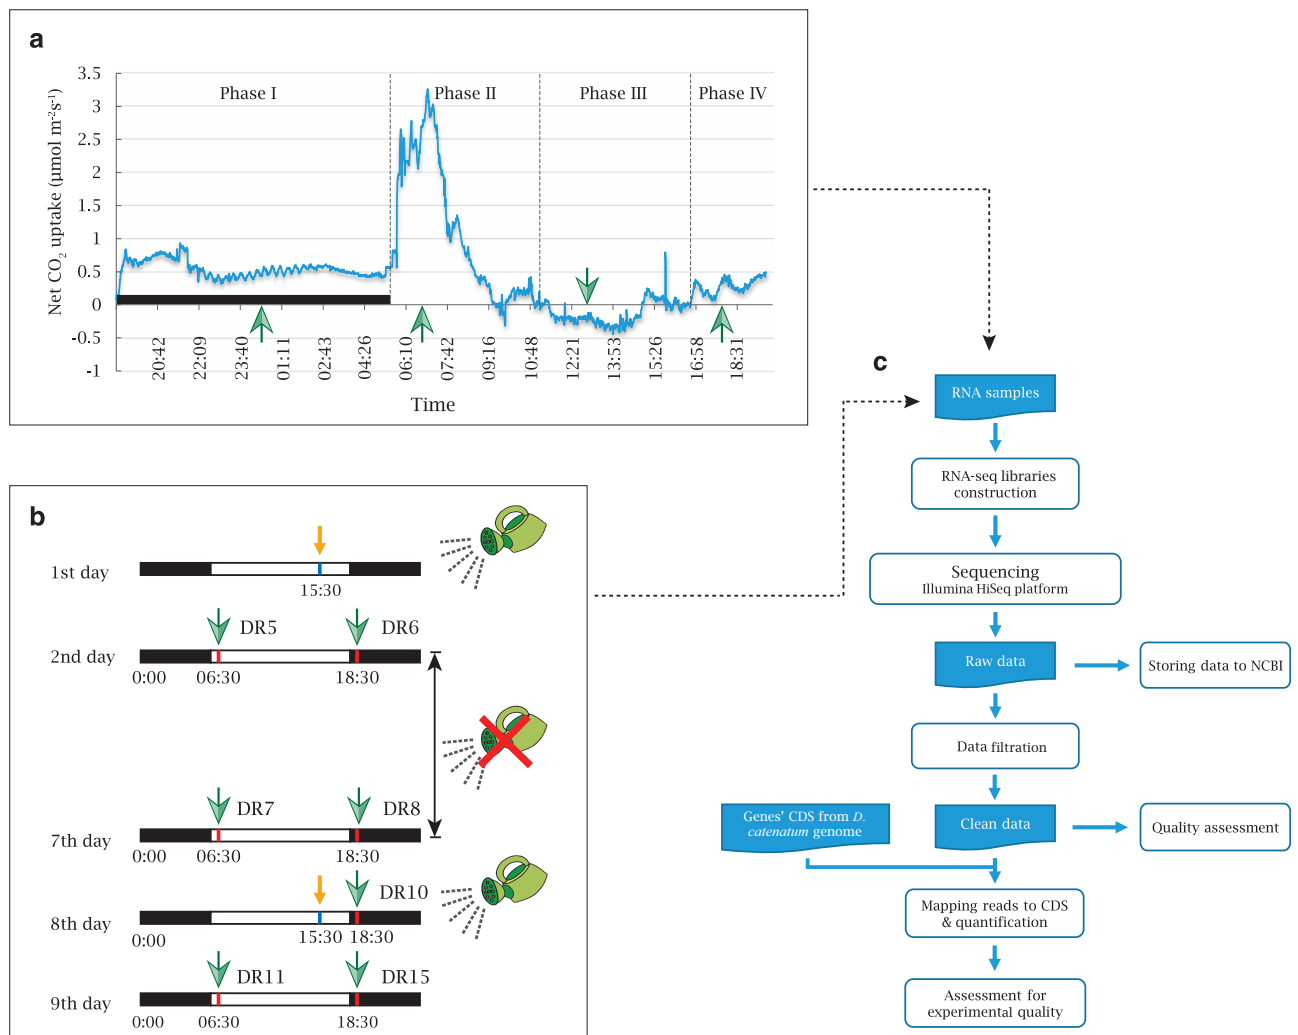 a
Net CO2 uptake (μmol m-2s-1)
3.5
3
2.5
2
1.5
1
0.5
0
-0.5
-1
Phase I
Phase II
Phase III
Phase IV
20:42
22:09
23:40
01:11
02:43
04:26
06:10
07:42
09:16
10:48
12:21
13:53
15:26
16:58
18:31
Time
b
1st day
15:30
DR5
DR6
2nd day
0:00
06:30
18:30
DR7
DR8
7th day
0:00
06:30
18:30
DR10
8th day
0:00
15:30
18:30
DR11
DR15
9th day
0:00
06:30
18:30
c
RNA samples
RNA-seq libraries
construction
Sequencing
Illumina HiSeq platform
Raw data
Storing data to NCBI
Data filtration
Genes' CDS from D.
catenatum genome
Clean data
Quality assessment
Mapping reads to CDS
& quantification
Assessment for
experimental quality